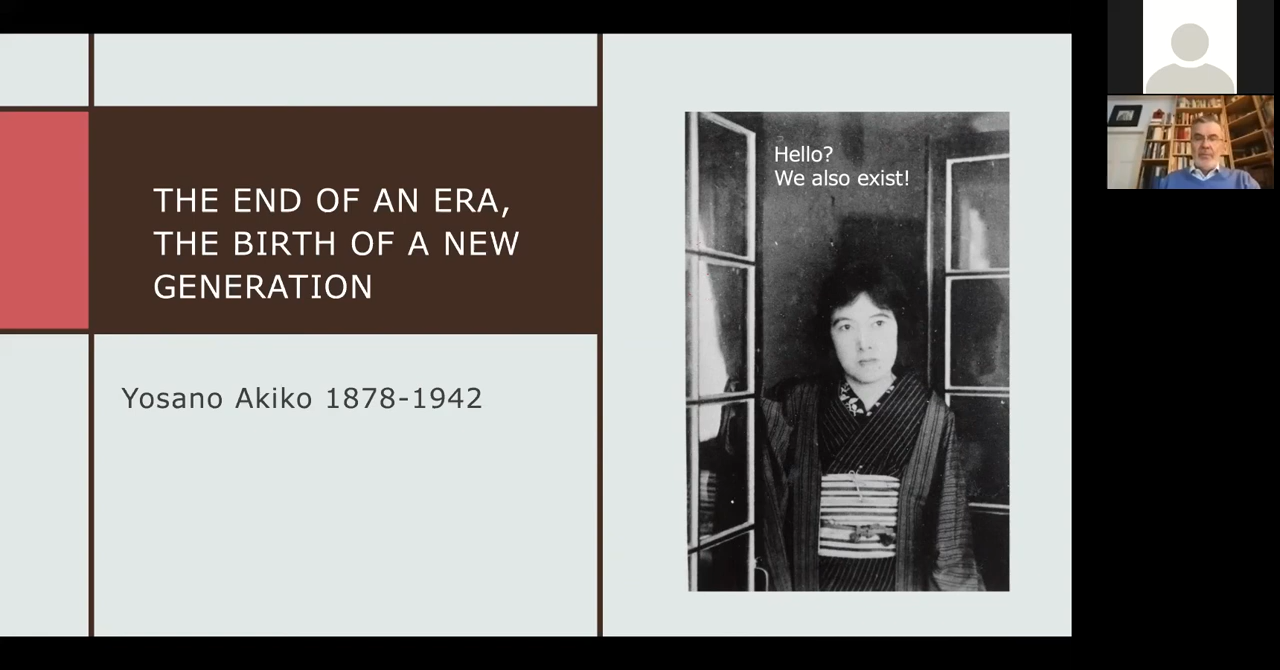 THE END OF AN ERA,
THE BIRTH OF A NEW
GENERATION
Yosano Akiko 1878-1942
Hello?
We also exist!